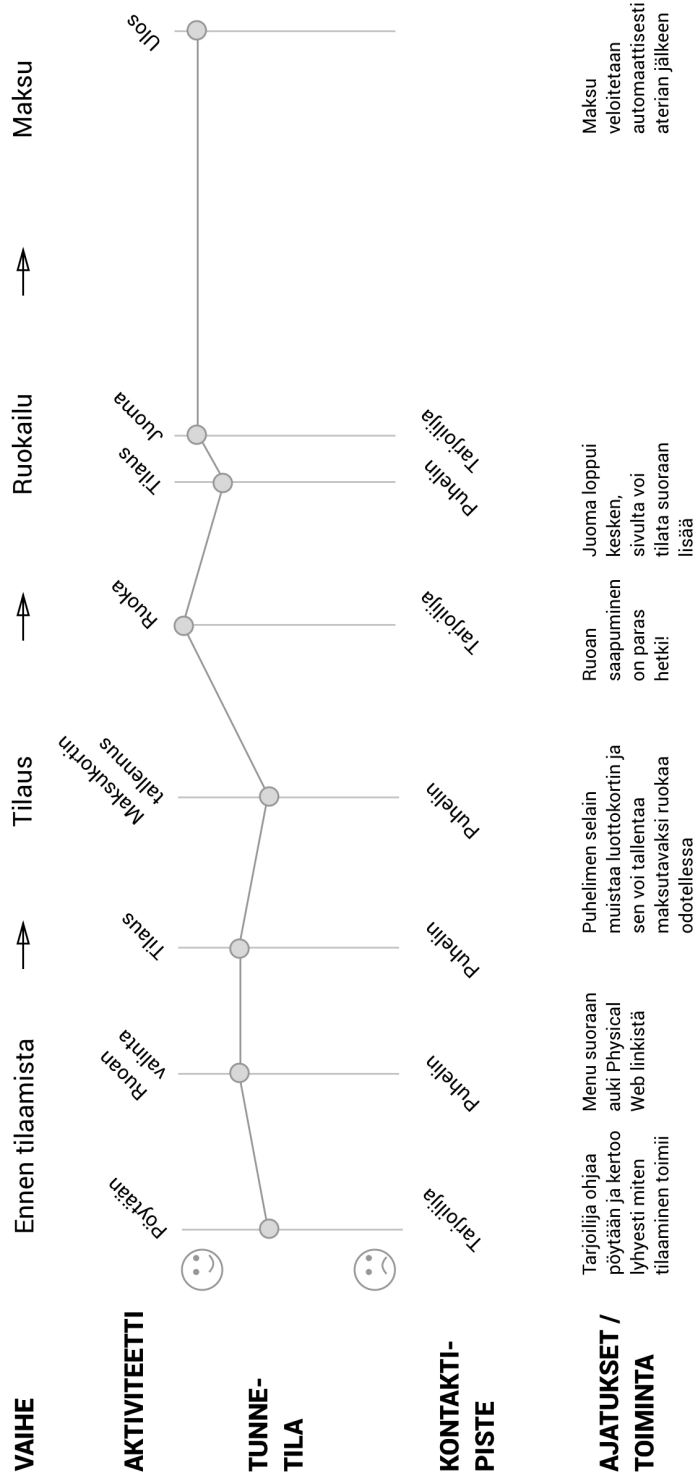 VAIHE
Ennen tilaamista
Tilaus
Ruokailu
Maksu
AKTIVITEETTI
Pöytään
Ruoan
valinta
Tilaus
Maksukortin
tallennus
Ruoka
Tilaus
Juoma
Ulos
TUNNE-
TILA
KONTAKTI-
PISTE
Tarjoilija
Puhelin
Puhelin
Puhelin
Tarjoilija
Puhelin
Tarjoilija
AJATUKSET /
TOIMINTA
Tarjoilija ohjaa
pöytään ja kertoo
lyhyesti miten
tilaaminen toimii
Menu suoraan
auki Physical
Web linkistä
Puhelimen selain
muistaa luottokortin ja
sen voi tallentaa
maksutavaksi ruokaa
odotellessa
Ruoan
saapuminen
on paras
hetki!
Juoma loppui
kesken,
sivulta voi
tilata suoraan
lisää
Maksu
veloitetaan
automaattisesti
aterian jälkeen